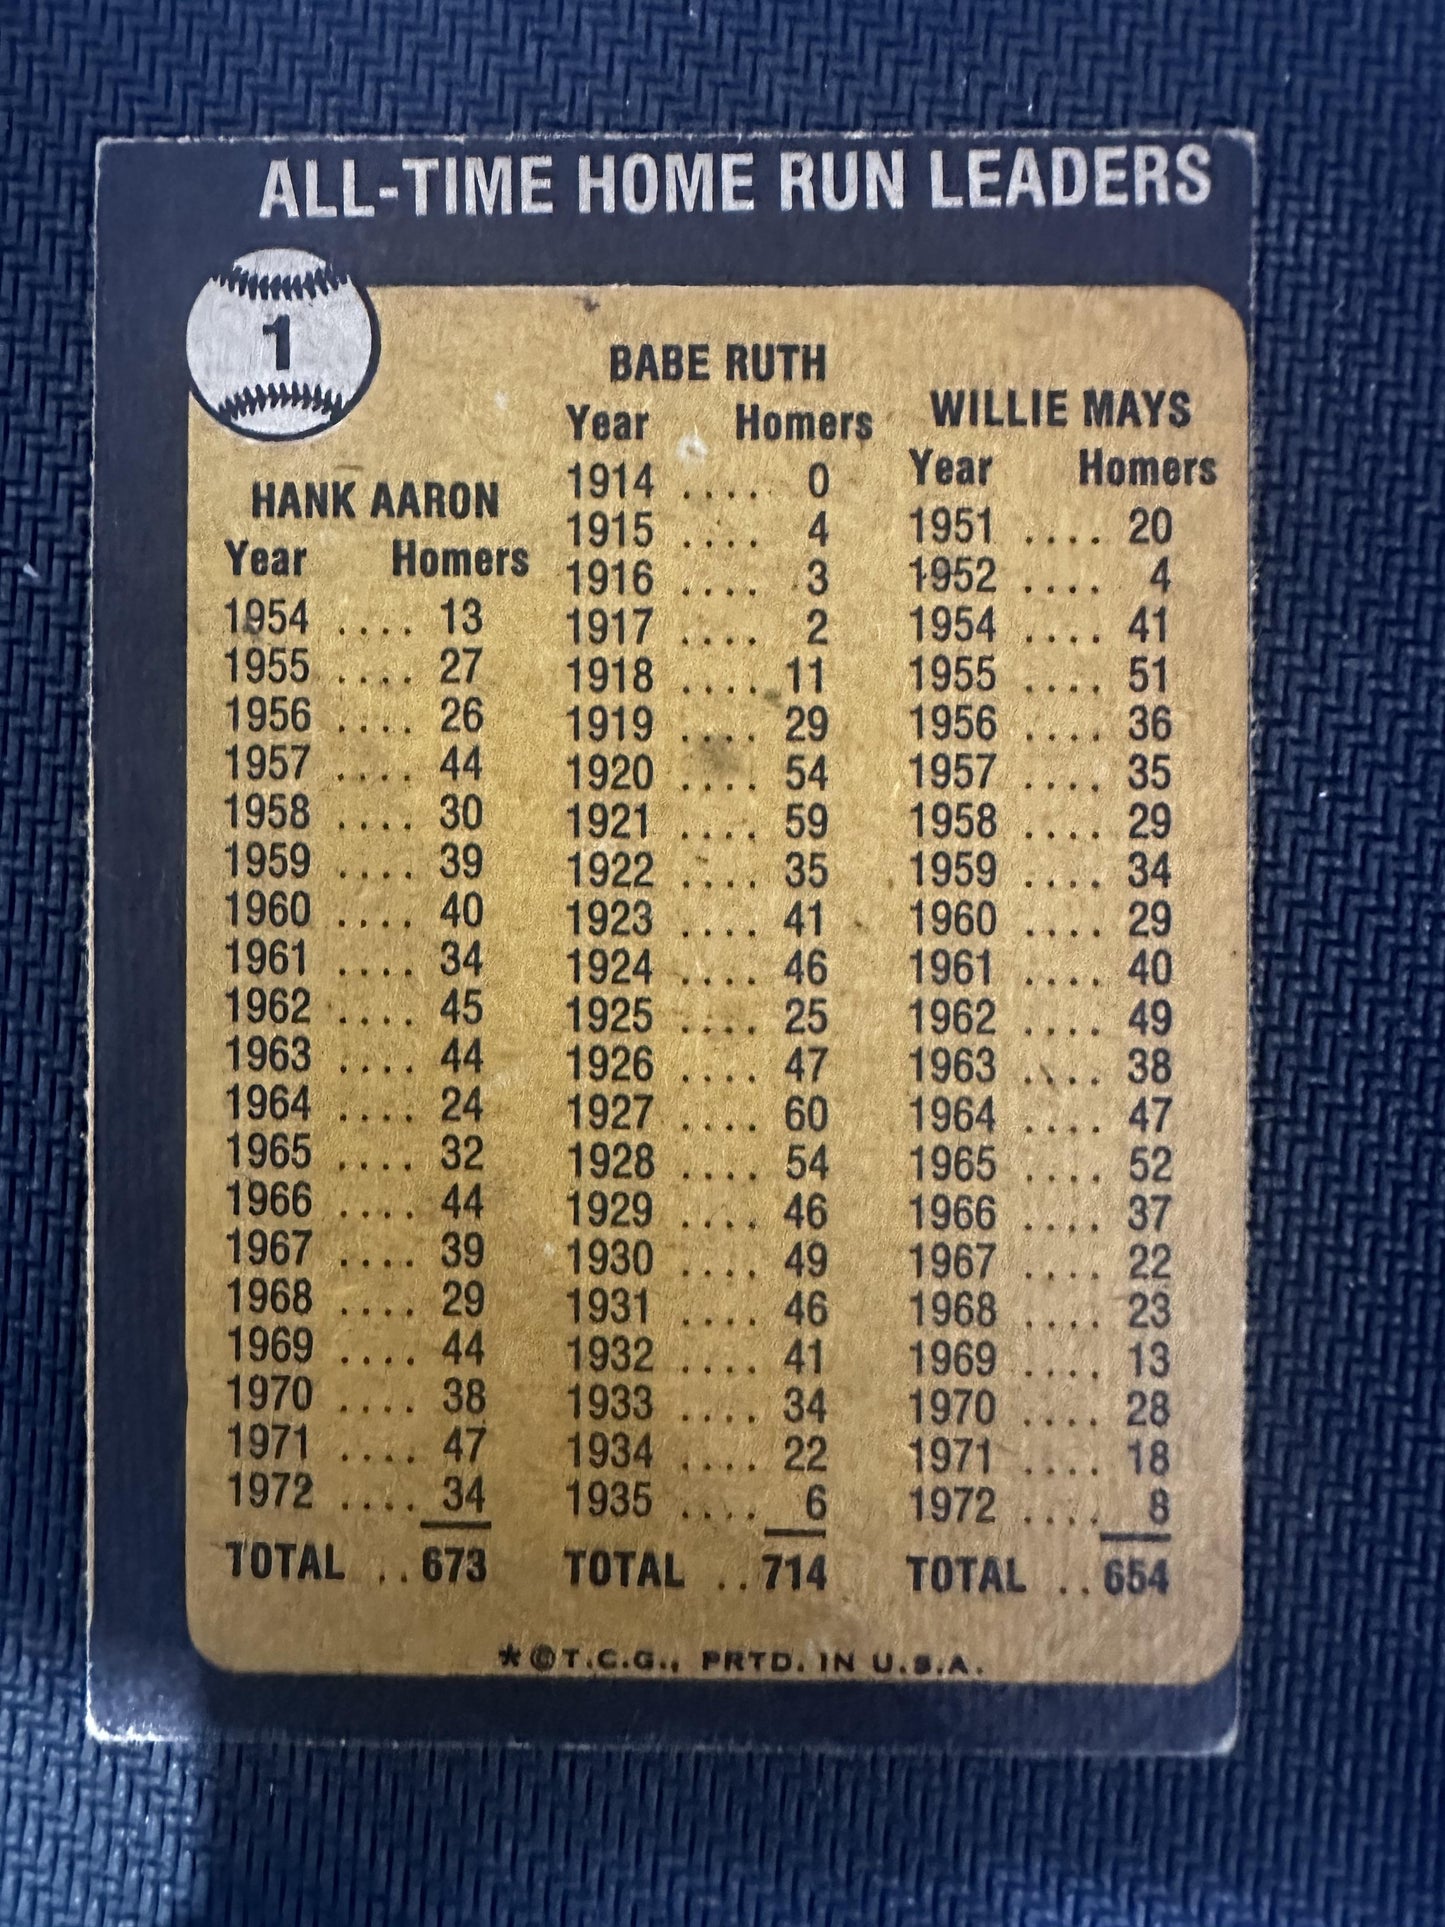 ALL-TIME HOME RUN LEADERS
1
HANK AARON
Year Homers
1954 .... 13
1955 .... 27
1956 .... 26
1957 .... 44
1958 .... 30
1959 .... 39
1960 .... 40
1961 .... 34
1962 .... 45
1963 .... 44
1964 .... 24
1965 .... 32
1966 .... 44
1967 .... 39
1968 .... 29
1969 .... 44
1970 .... 38
1971 .... 47
1972 .... 34
TOTAL .. 673
BABE RUTH
Year Homers
1914 .... 0
1915 .... 4
1916 .... 3
1917 .... 2
1918 .... 11
1919 .... 29
1920 .... 54
1921 .... 59
1922 .... 35
1923 .... 41
1924 .... 46
1925 .... 25
1926 .... 47
1927 .... 60
1928 .... 54
1929 .... 46
1930 .... 49
1931 .... 46
1932 .... 41
1933 .... 34
1934 .... 22
1935 .... 6
TOTAL .. 714
WILLIE MAYS
Year Homers
1951 .... 20
1952 .... 4
1954 .... 41
1955 .... 51
1956 .... 36
1957 .... 35
1958 .... 29
1959 .... 34
1960 .... 29
1961 .... 40
1962 .... 49
1963 .... 38
1964 .... 47
1965 .... 52
1966 .... 37
1967 .... 22
1968 .... 23
1969 .... 13
1970 .... 28
1971 .... 18
1972 .... 8
TOTAL .. 654
*©T.C.G., PRTD. IN U.S.A.